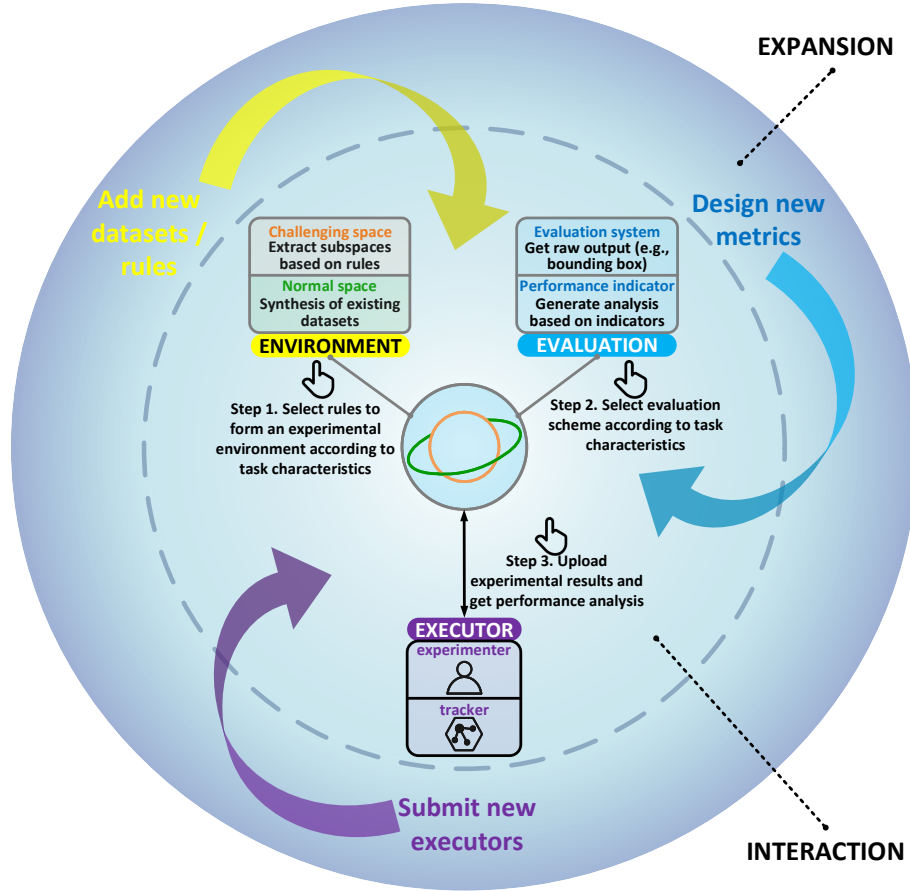 EXPANSION
Add new
datasets /
rules
Design new
metrics
Challenging space
Extract subspaces
based on rules
Normal space
Synthesis of existing
datasets
ENVIRONMENT
Evaluation system
Get raw output (e.g.,
bounding box)
Performance indicator
Generate analysis
based on indicators
EVALUATION
Step 1. Select rules to
form an experimental
environment according to
task characteristics
Step 2. Select evaluation
scheme according to task
characteristics
Step 3. Upload
experimental results and
get performance analysis
EXECUTOR
experimenter
tracker
Submit new
executors
INTERACTION